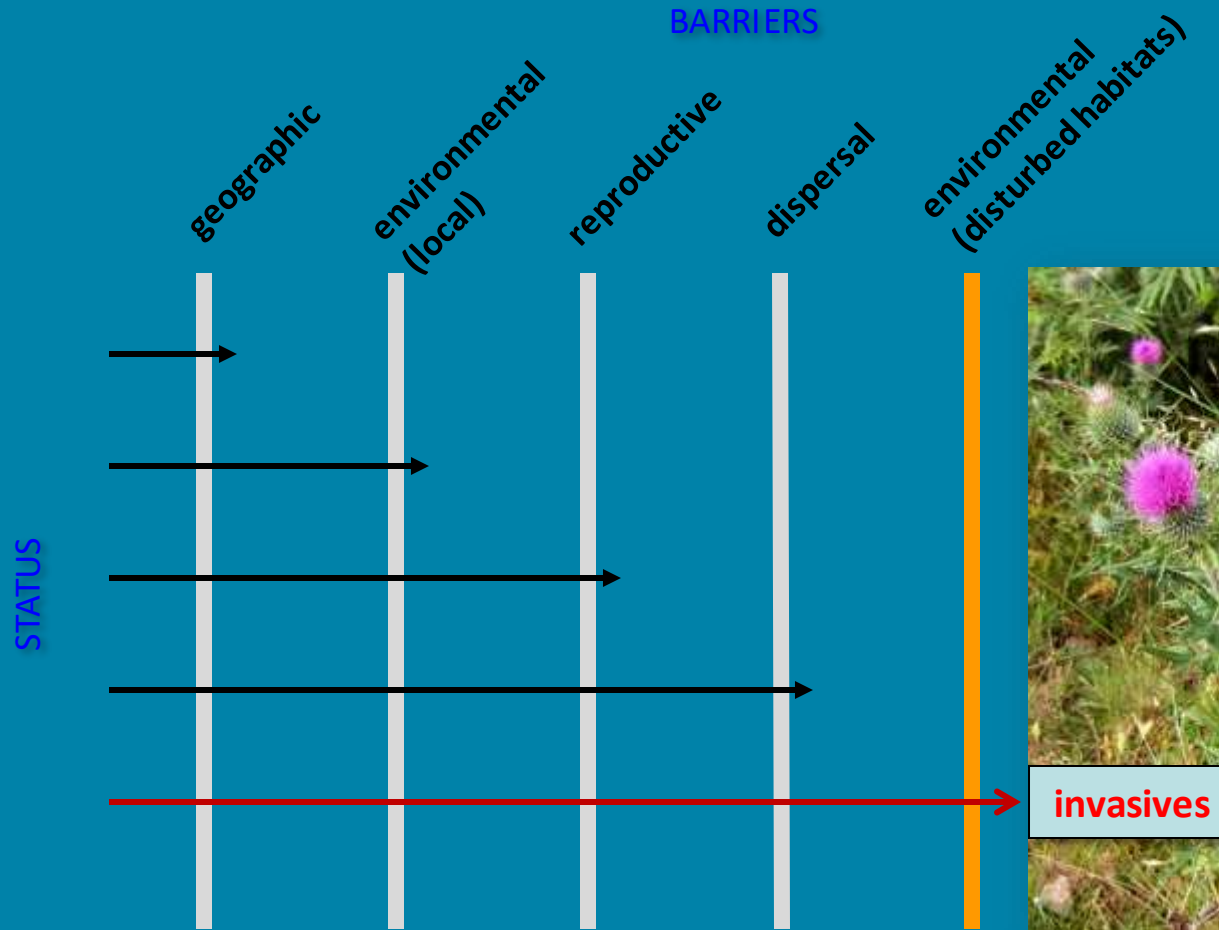 BARRIERS
geographic
environmental
(local)
reproductive
dispersal
environmental
(disturbed habitats)
STATUS
invasives